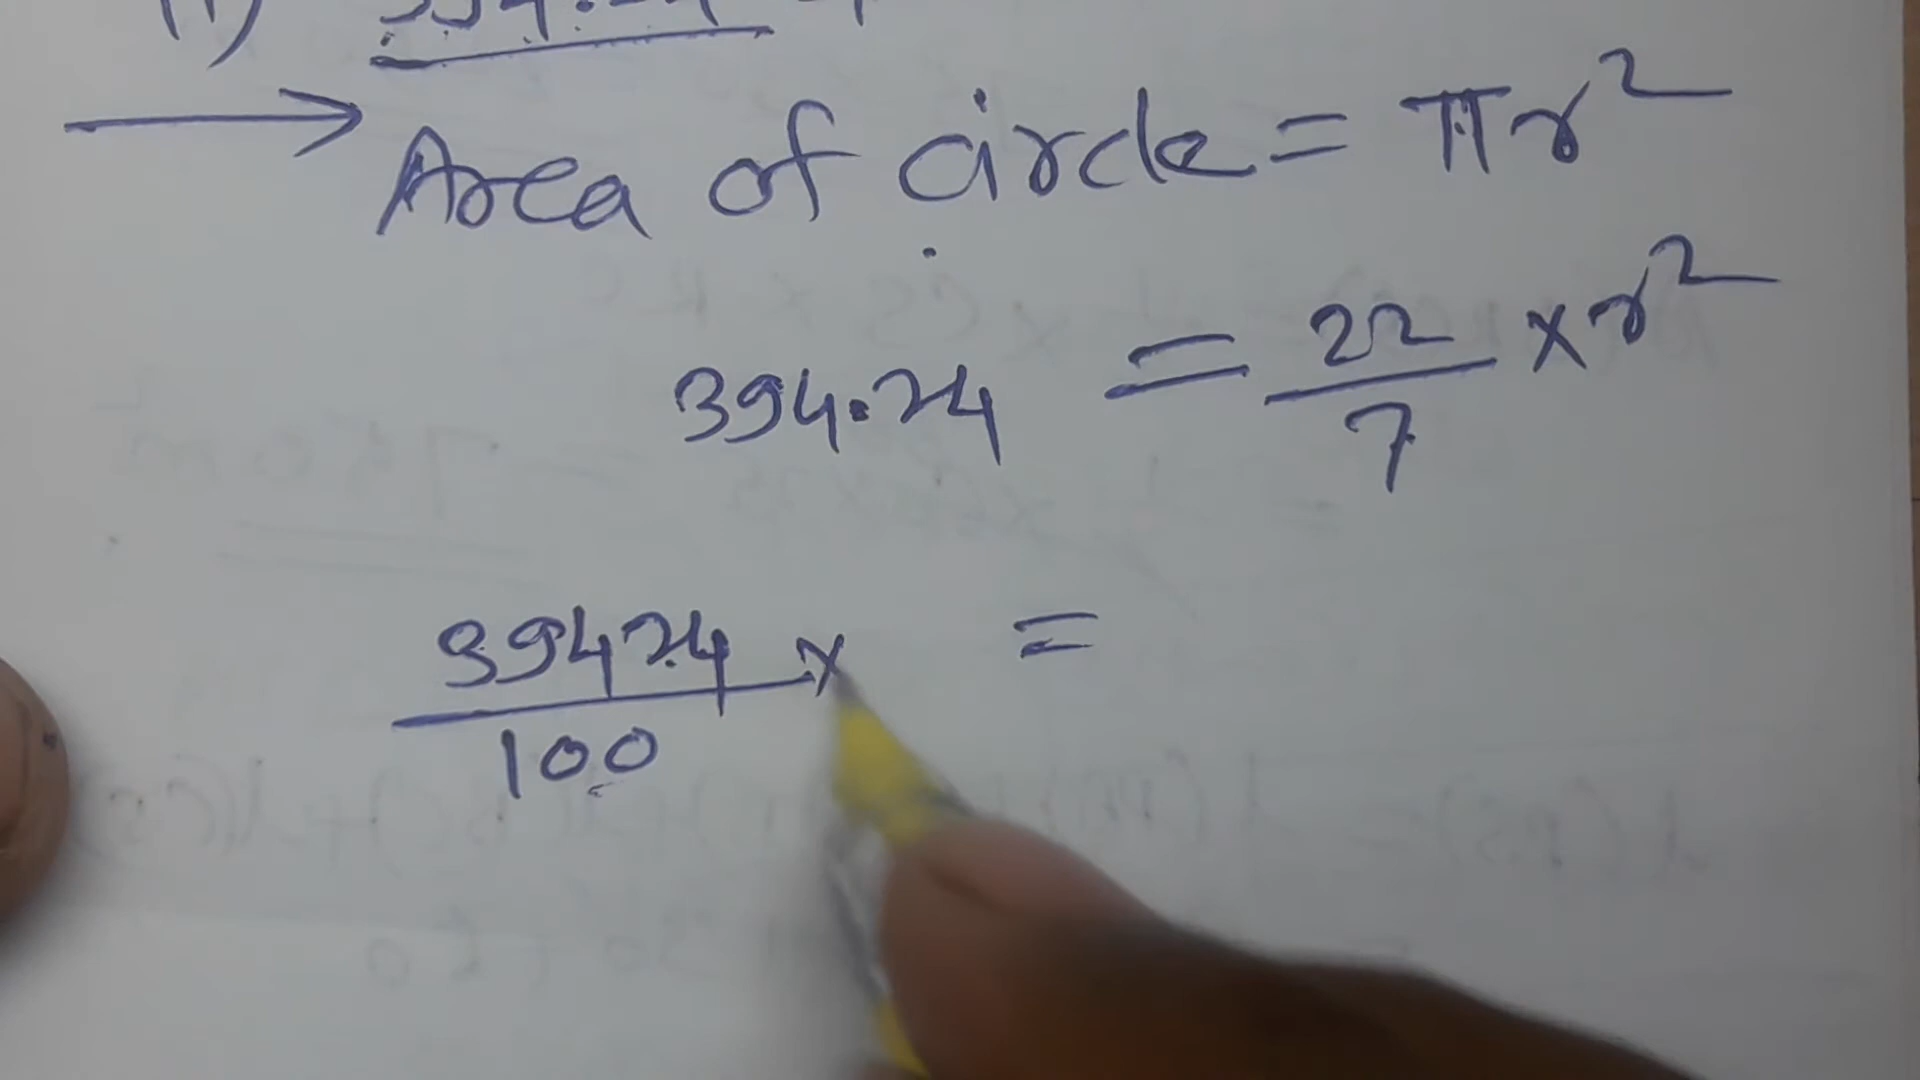 Area of circle = πr²
394.24 = 22/7 × r²
39424 × =
100